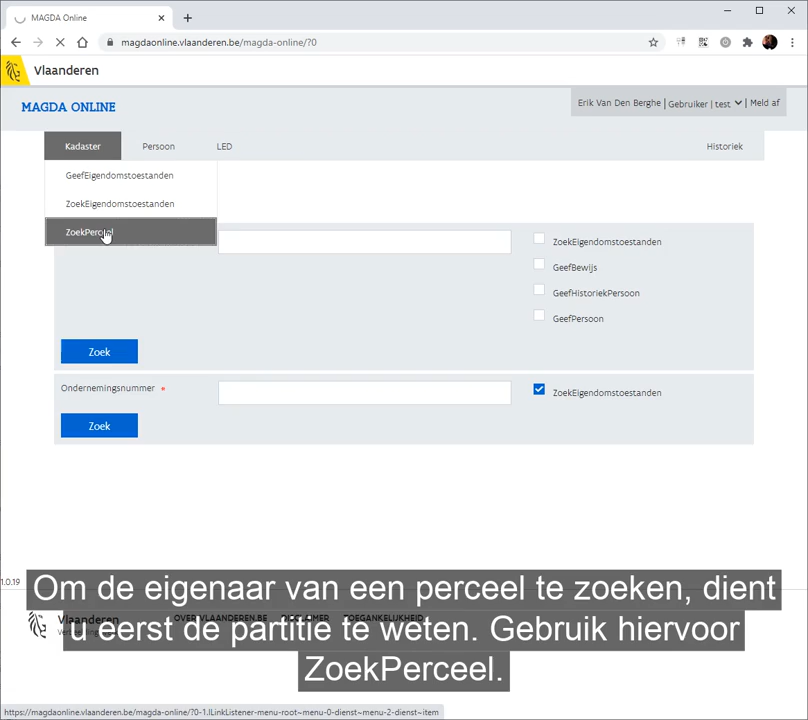 MAGDA Online
magdaonline.vlaanderen.be/magda-online/?0
Vlaanderen
MAGDA ONLINE
Erik Van Den Berghe | Gebruiker | test | Meld af
Kadaster Persoon LED Historiek
GeefEigendomstoestanden
ZoekEigendomstoestanden
ZoekPerceel
ZoekEigendomstoestanden
GeefBewijs
GeefHistoriekPersoon
GeefPersoon
Zoek
Ondernemingsnummer *
ZoekEigendomstoestanden
Zoek
1.0.19
Om de eigenaar van een perceel te zoeken, dient
u eerst de partitie te weten. Gebruik hiervoor
ZoekPerceel.
Vlaanderen
OVER VLAANDEREN.BE DISCLAIMER TOEGANKELIJKHEID
https://magdaonline.vlaanderen.be/magda-online/?0-1.ILinkListener-menu-root~menu-0-dienst~menu-2-dienst~item